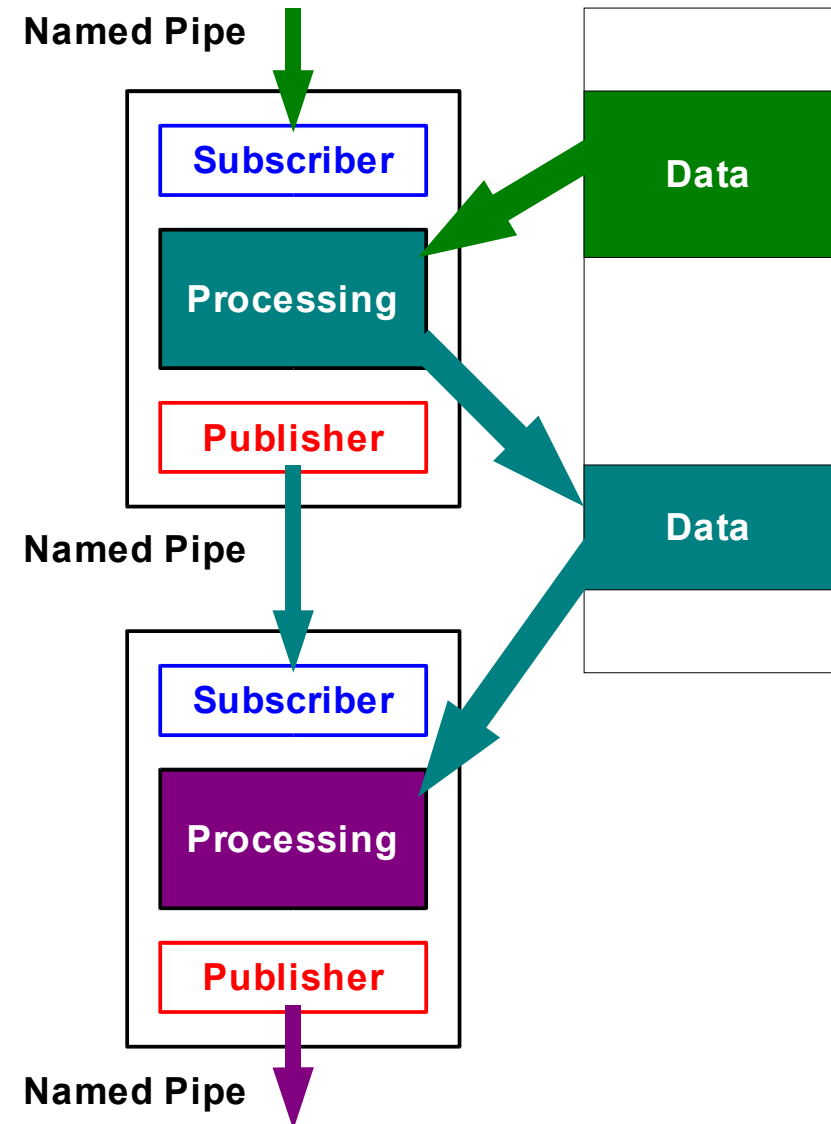 Named Pipe
Subscriber
Data
Processing
Publisher
Data
Named Pipe
Subscriber
Processing
Publisher
Named Pipe